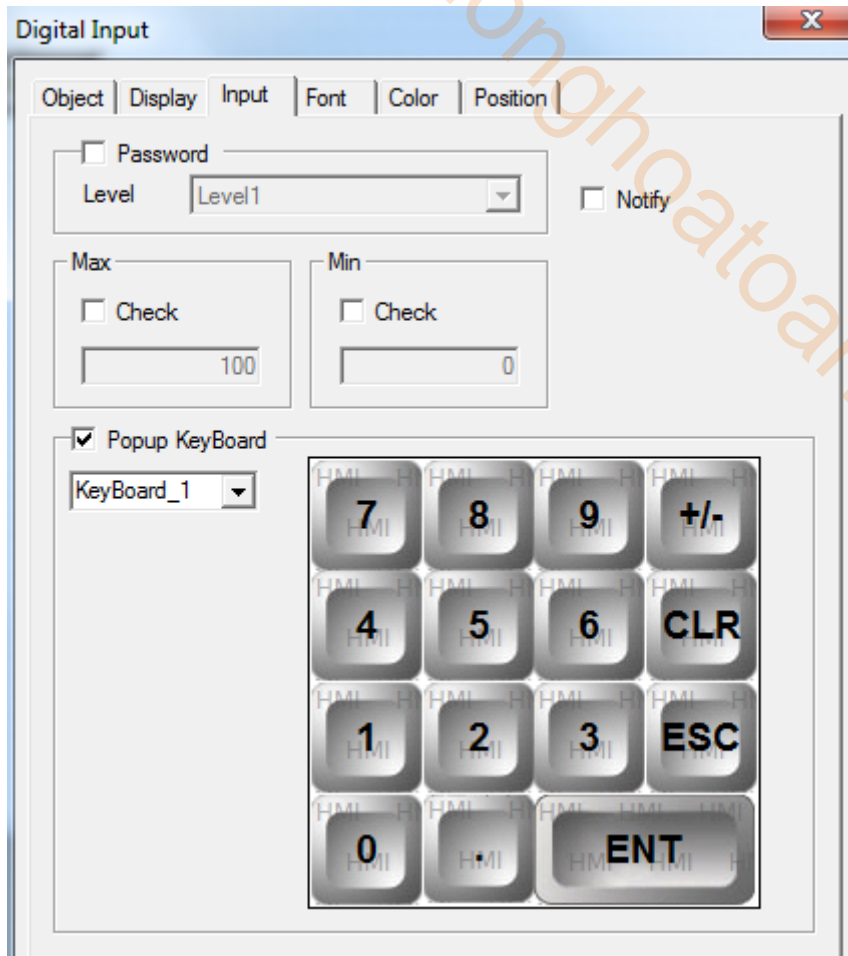 Digital Input
Object Display Input Font Color Position
Password
Level Level1
Notify
Max Min
Check Check
100 0
Popup KeyBoard
KeyBoard_1
7 8 9 +/-
4 5 6 CLR
1 2 3 ESC
0 . ENT